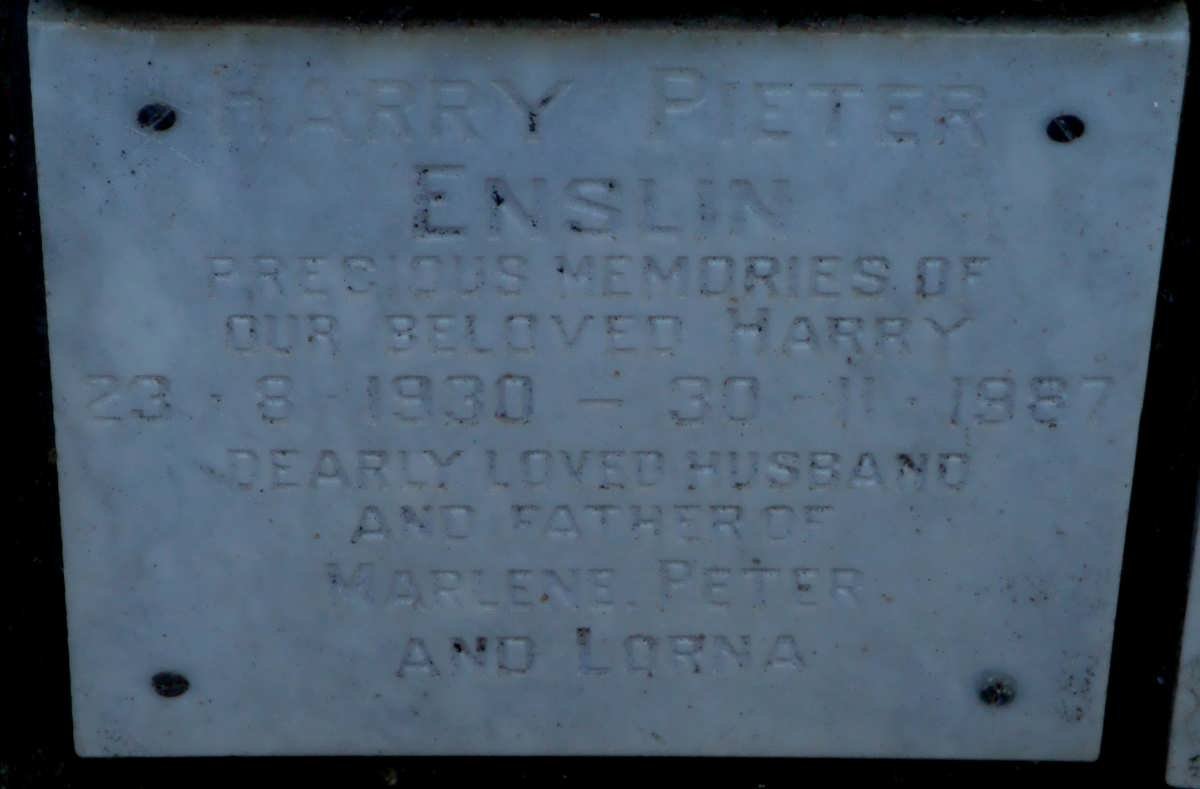 HARRY PIETER
ENSLIN
PRECIOUS MEMORIES OF
OUR BELOVED HARRY
23 · 8 · 1930 — 30 · 11 · 1987
DEARLY LOVED HUSBAND
AND FATHER OF
MARLENE, PETER
AND LORNA